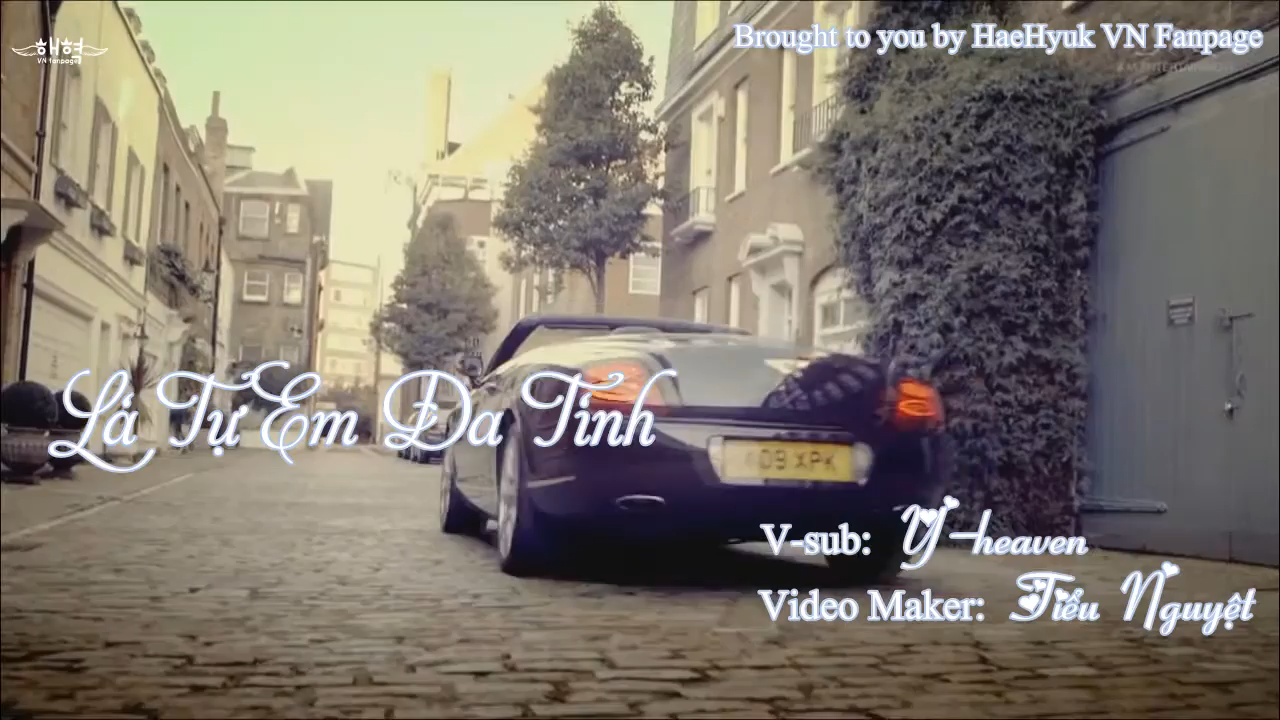 해혁
VN fanpage
Brought to you by HaeHyuk VN Fanpage
Là Tự Em Đa Tình
09 XPK
V-sub: Y-heaven
Video Maker: Tiểu Nguyệt